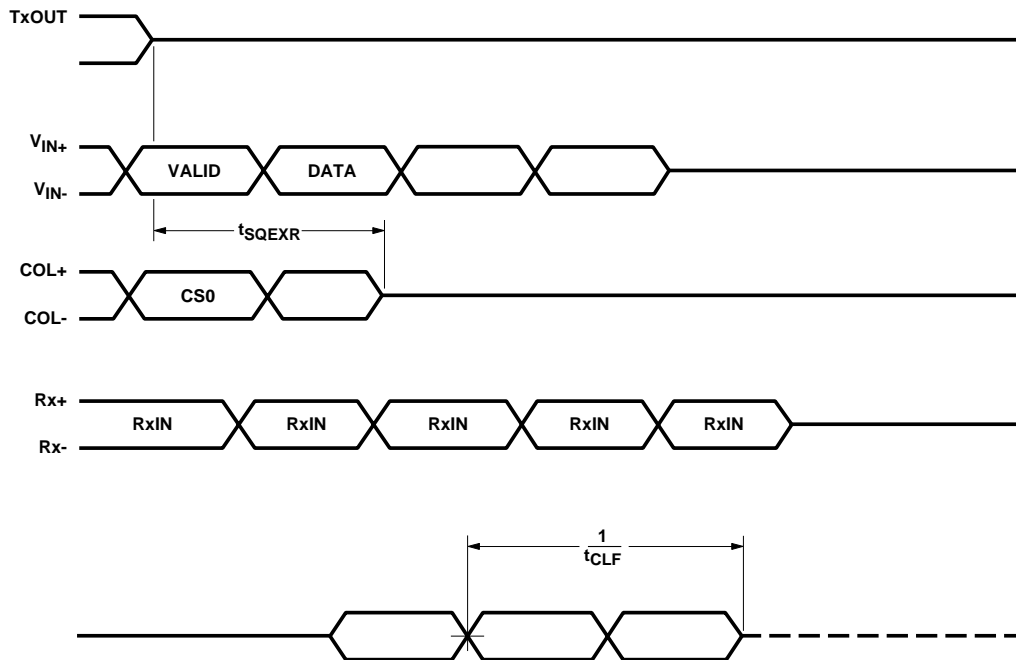 TxOUT
VIN+
VALID DATA
VIN-
tSQEXR
COL+
CS0
COL-
Rx+
RxIN RxIN RxIN RxIN RxIN
Rx-
1
tCLF